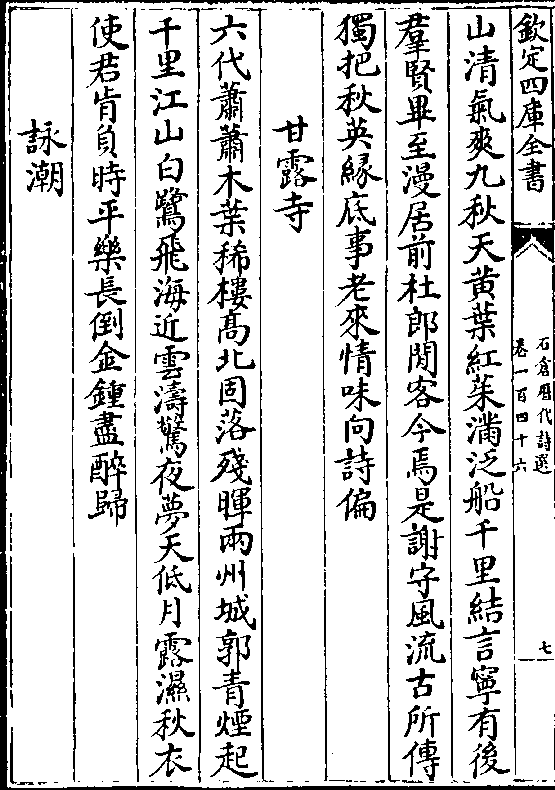 欽定四庫全書
石倉歷代詩選
卷一百四十六
七
山清氣爽九秋天黄葉紅茱滿泛船千里結言寧有後
羣賢畢至漫居前杜郎閒客今焉是謝守風流古所傳
獨把秋英緣底事老來情味向詩偏
甘露寺
六代蕭蕭木葉稀樓髙北固落殘暉兩州城郭青煙起
千里江山白鷺飛海近雲濤驚夜夢天低月露濕秋衣
使君肯負時平樂長倒金鍾盡醉歸
詠潮